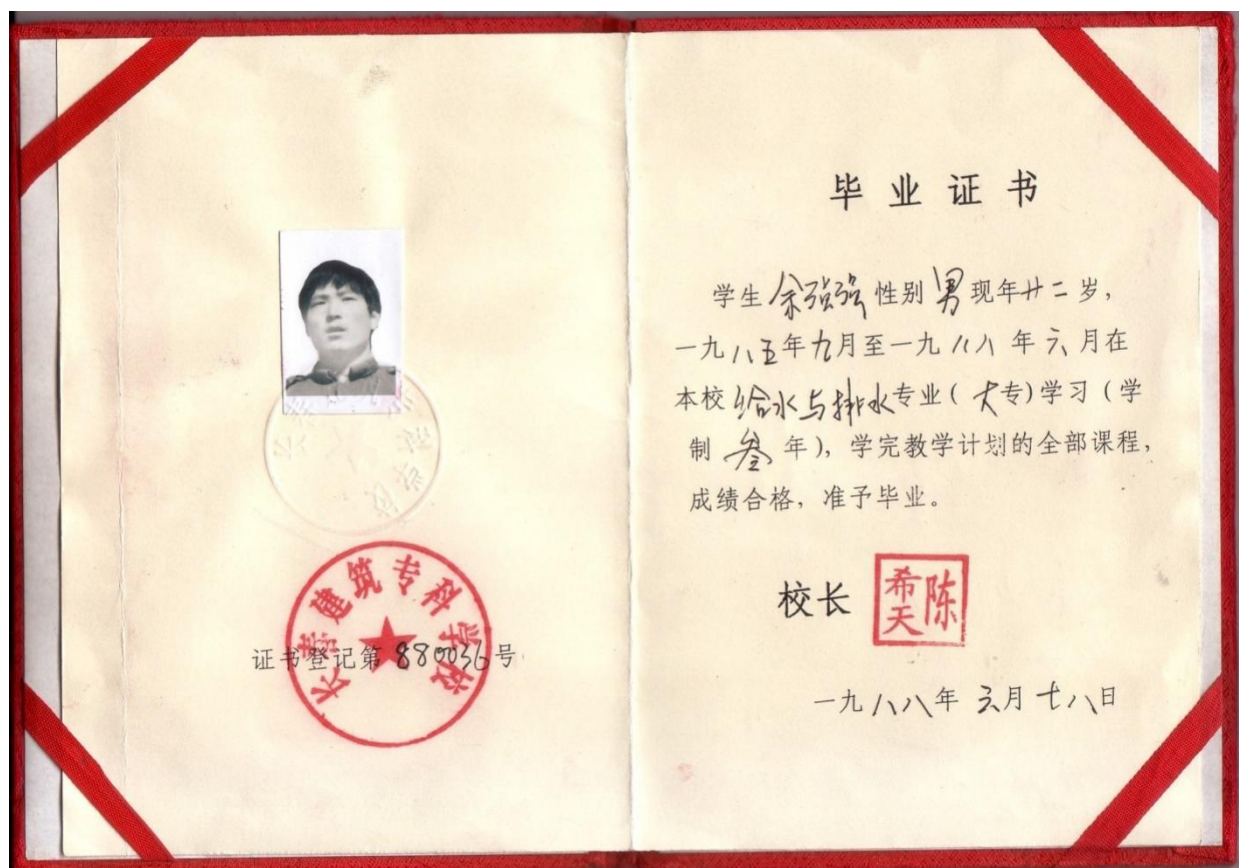 证书登记第880036号
长春建筑专科学校
毕业证书
学生余强强性别男现年廿二岁，
一九八五年九月至一九八八年六月在
本校给水与排水专业（大专）学习（学
制叁年），学完教学计划的全部课程，
成绩合格，准予毕业。
校长 陈希天
一九八八年六月十八日